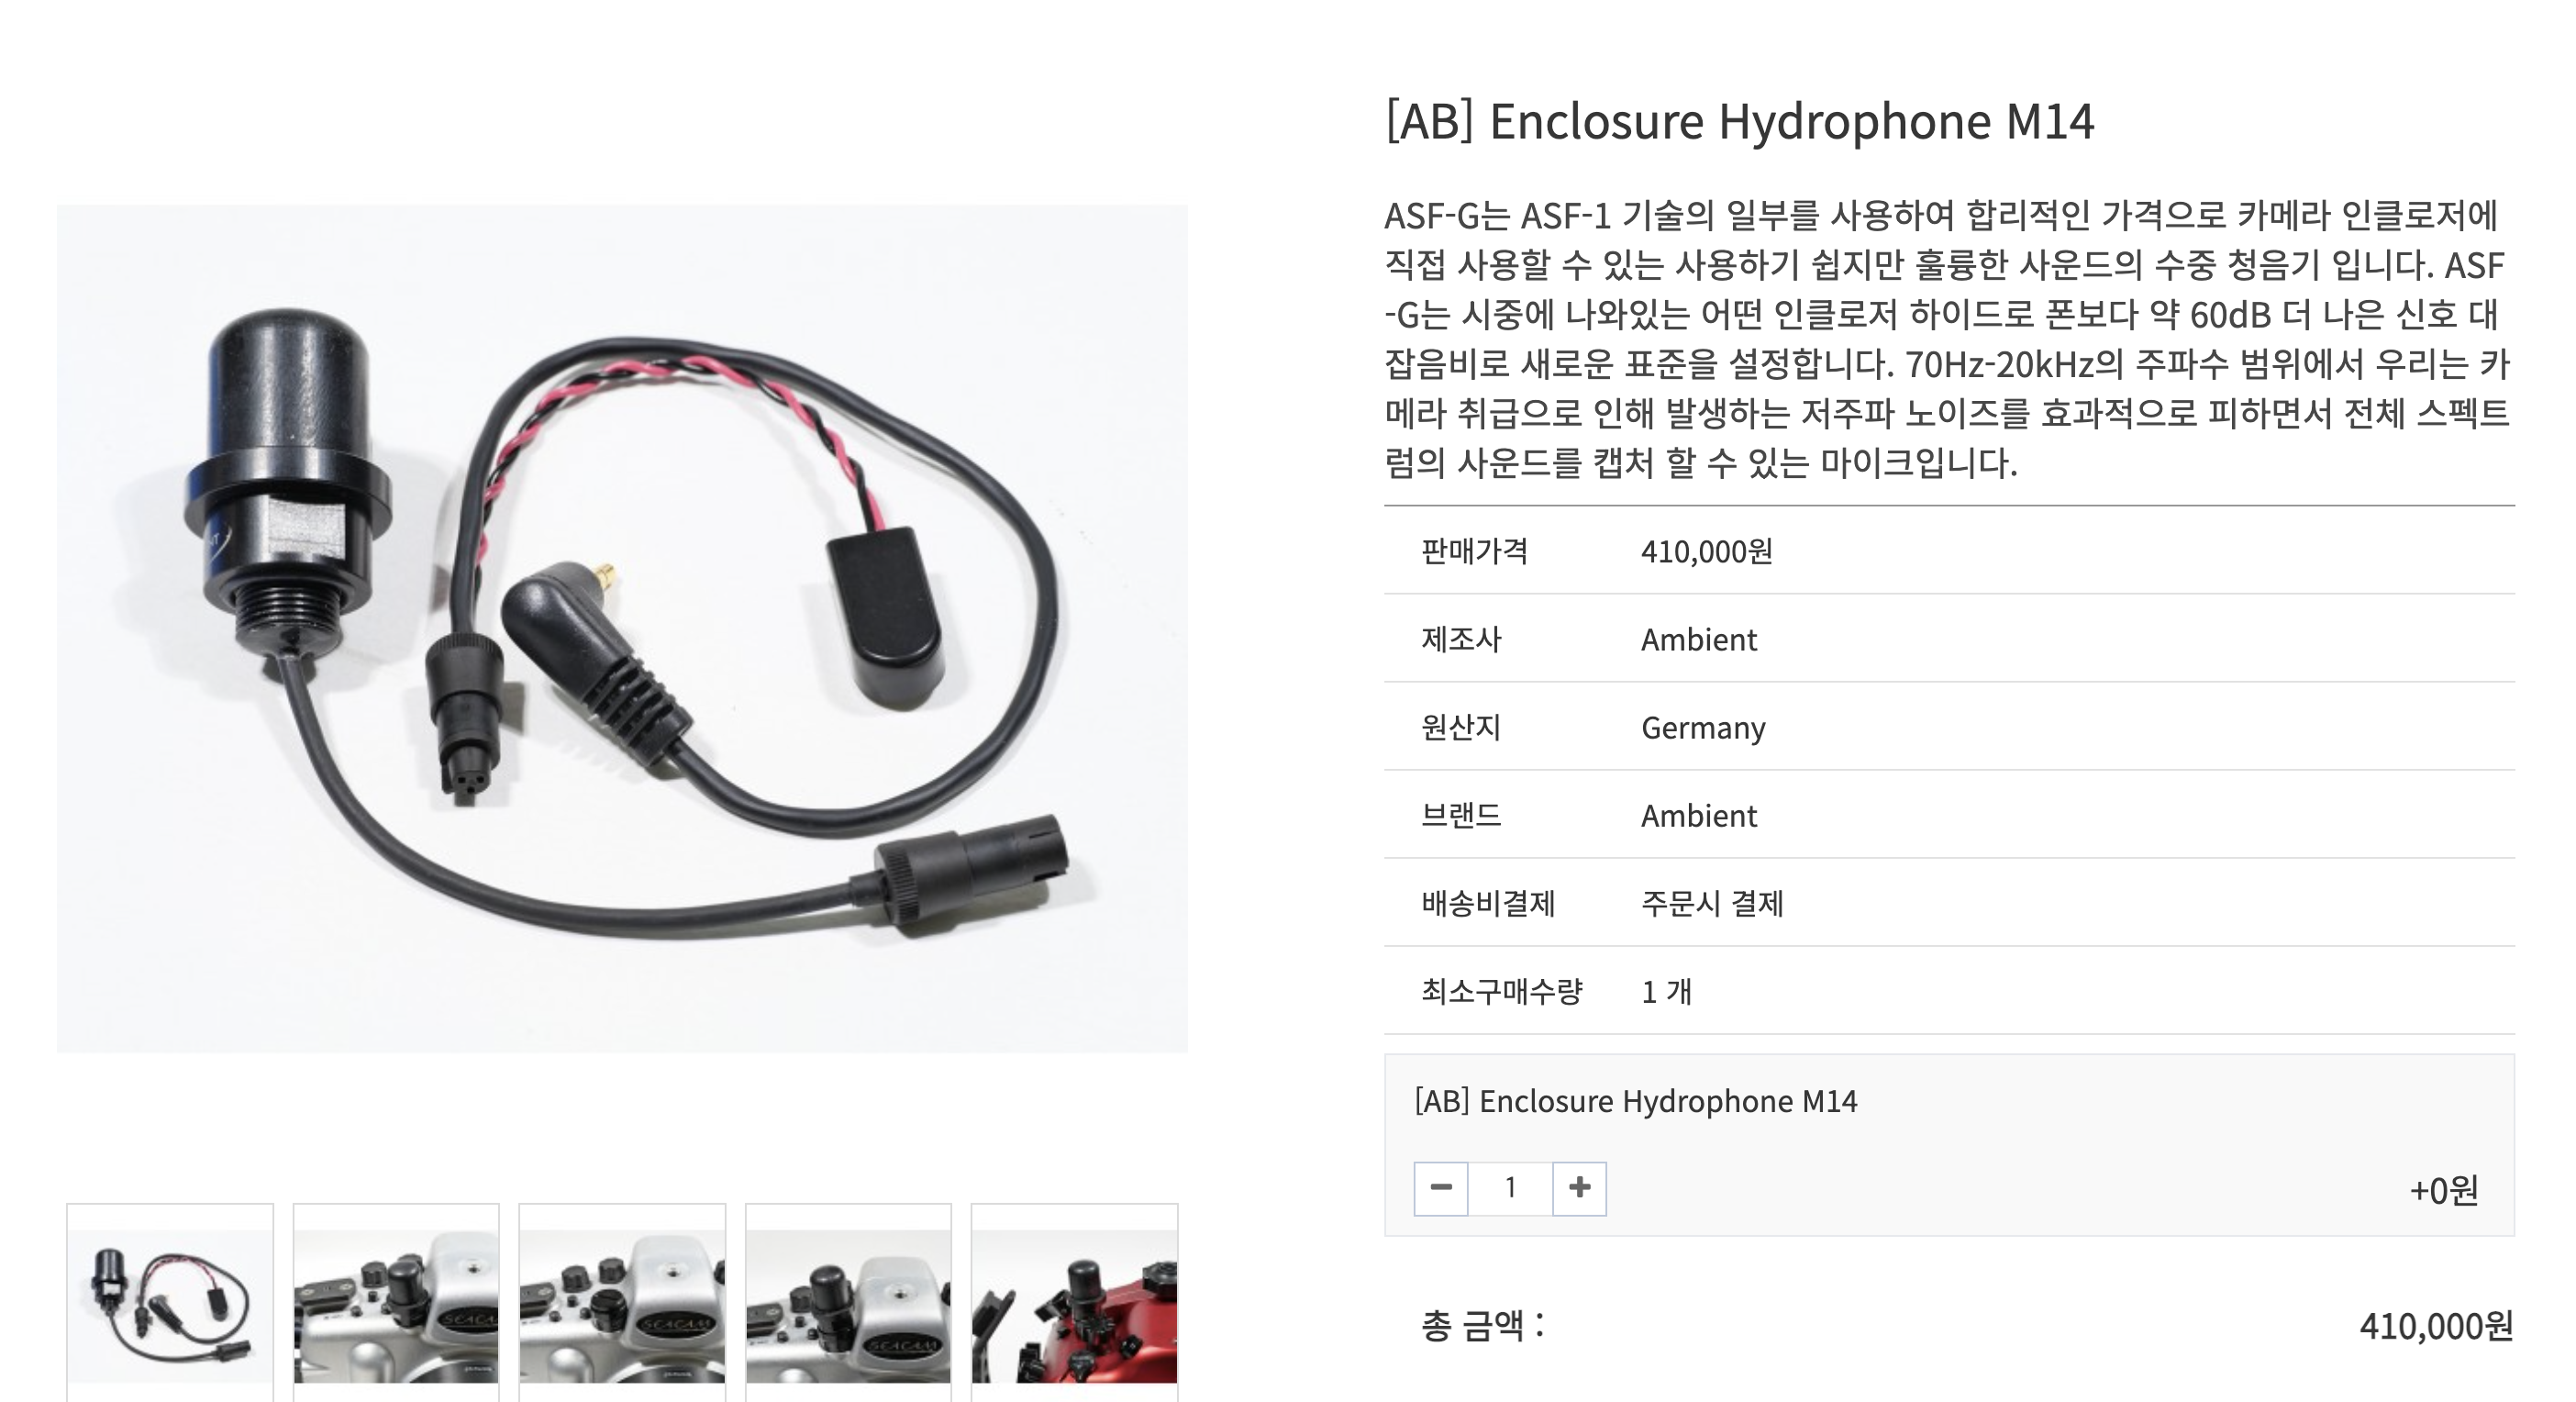 [AB] Enclosure Hydrophone M14
ASF-G는 ASF-1 기술의 일부를 사용하여 합리적인 가격으로 카메라 인클로저에
직접 사용할 수 있는 사용하기 쉽지만 훌륭한 사운드의 수중 청음기 입니다. ASF
-G는 시중에 나와있는 어떤 인클로저 하이드로 폰보다 약 60dB 더 나은 신호 대
잡음비로 새로운 표준을 설정합니다. 70Hz-20kHz의 주파수 범위에서 우리는 카
메라 취급으로 인해 발생하는 저주파 노이즈를 효과적으로 피하면서 전체 스펙트
럼의 사운드를 캡처 할 수 있는 마이크입니다.
판매가격 410,000원
제조사 Ambient
원산지 Germany
브랜드 Ambient
배송비결제 주문시 결제
최소구매수량 1 개
[AB] Enclosure Hydrophone M14
1 +0원
총 금액 : 410,000원
SEACAM
SEACAM
SEACAM